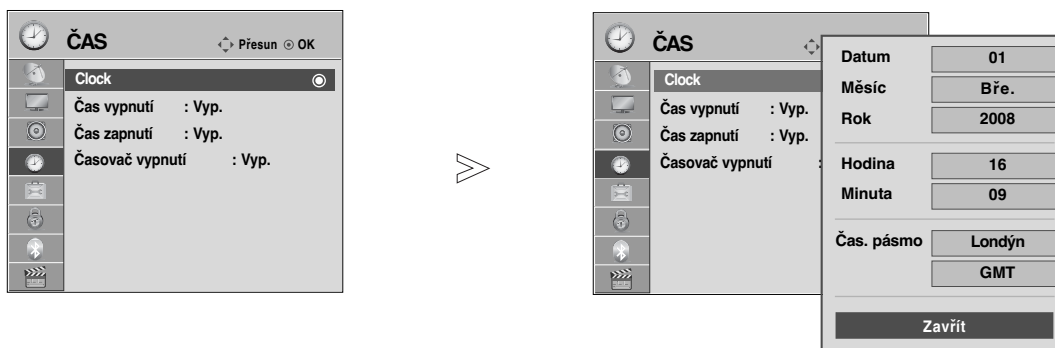 ČAS
Přesun OK
Clock
Čas vypnutí : Vyp.
Čas zapnutí : Vyp.
Časovač vypnutí : Vyp.
ČAS
Clock
Čas vypnutí : Vyp.
Čas zapnutí : Vyp.
Časovač vypnutí :
Datum 01
Měsíc Bře.
Rok 2008
Hodina 16
Minuta 09
Čas. pásmo Londýn
GMT
Zavřít